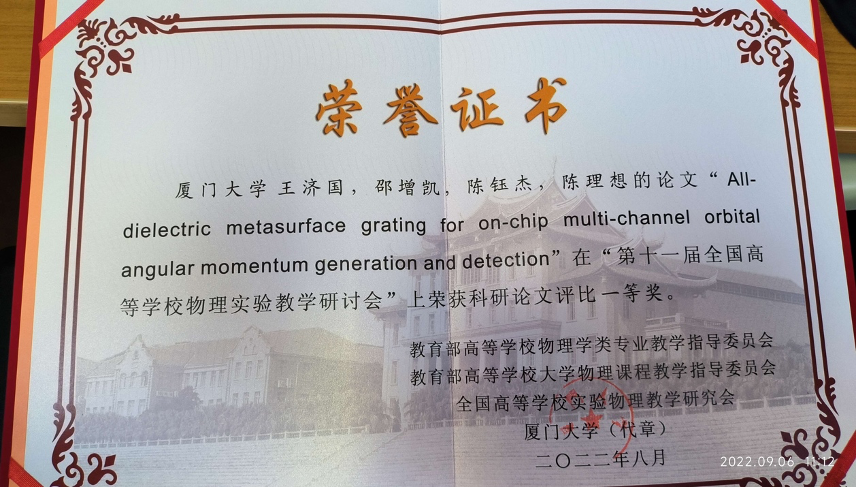 荣誉证书
厦门大学 王济国，邵增凯，陈钰杰，陈理想的论文“All-
dielectric metasurface grating for on-chip multi-channel orbital
angular momentum generation and detection”在“第十一届全国高
等学校物理实验教学研讨会”上荣获科研论文评比一等奖。
教育部高等学校物理学类专业教学指导委员会
教育部高等学校大学物理课程教学指导委员会
全国高等学校实验物理教学研究会
厦门大学（代章）
二〇二二年八月
2022.09.06 11:12